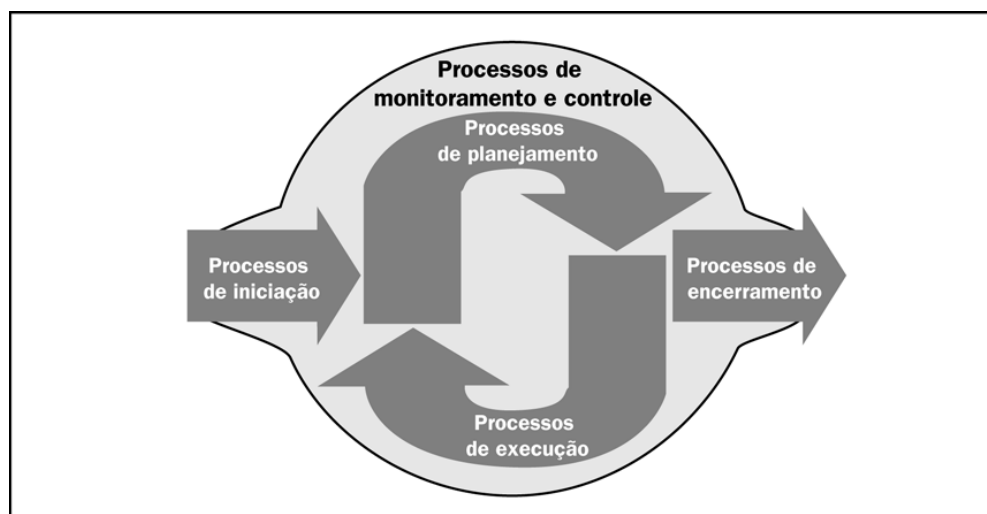 Processos de
monitoramento e controle
Processos
de planejamento
Processos
de iniciação
Processos de
encerramento
Processos
de execução